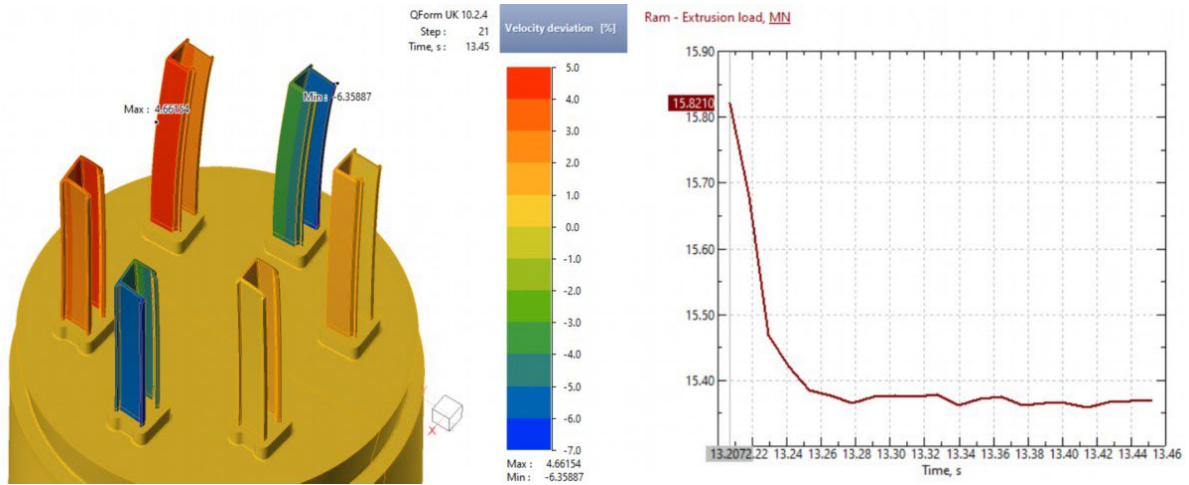 QForm UK 10.2.4
Step : 21
Time, s : 13.45
Velocity deviation [%]
5.0
4.0
3.0
2.0
1.0
0.0
-1.0
-2.0
-3.0
-4.0
-5.0
-6.0
-7.0
Max : 4.66154
Min : -6.35887
Max : 4.66154
Min : -6.35887
X
Ram - Extrusion load, MN
15.90
15.8210
15.80
15.70
15.60
15.50
15.40
13.2072
13.22 13.24 13.26 13.28 13.30 13.32 13.34 13.36 13.38 13.40 13.42 13.44 13.46
Time, s